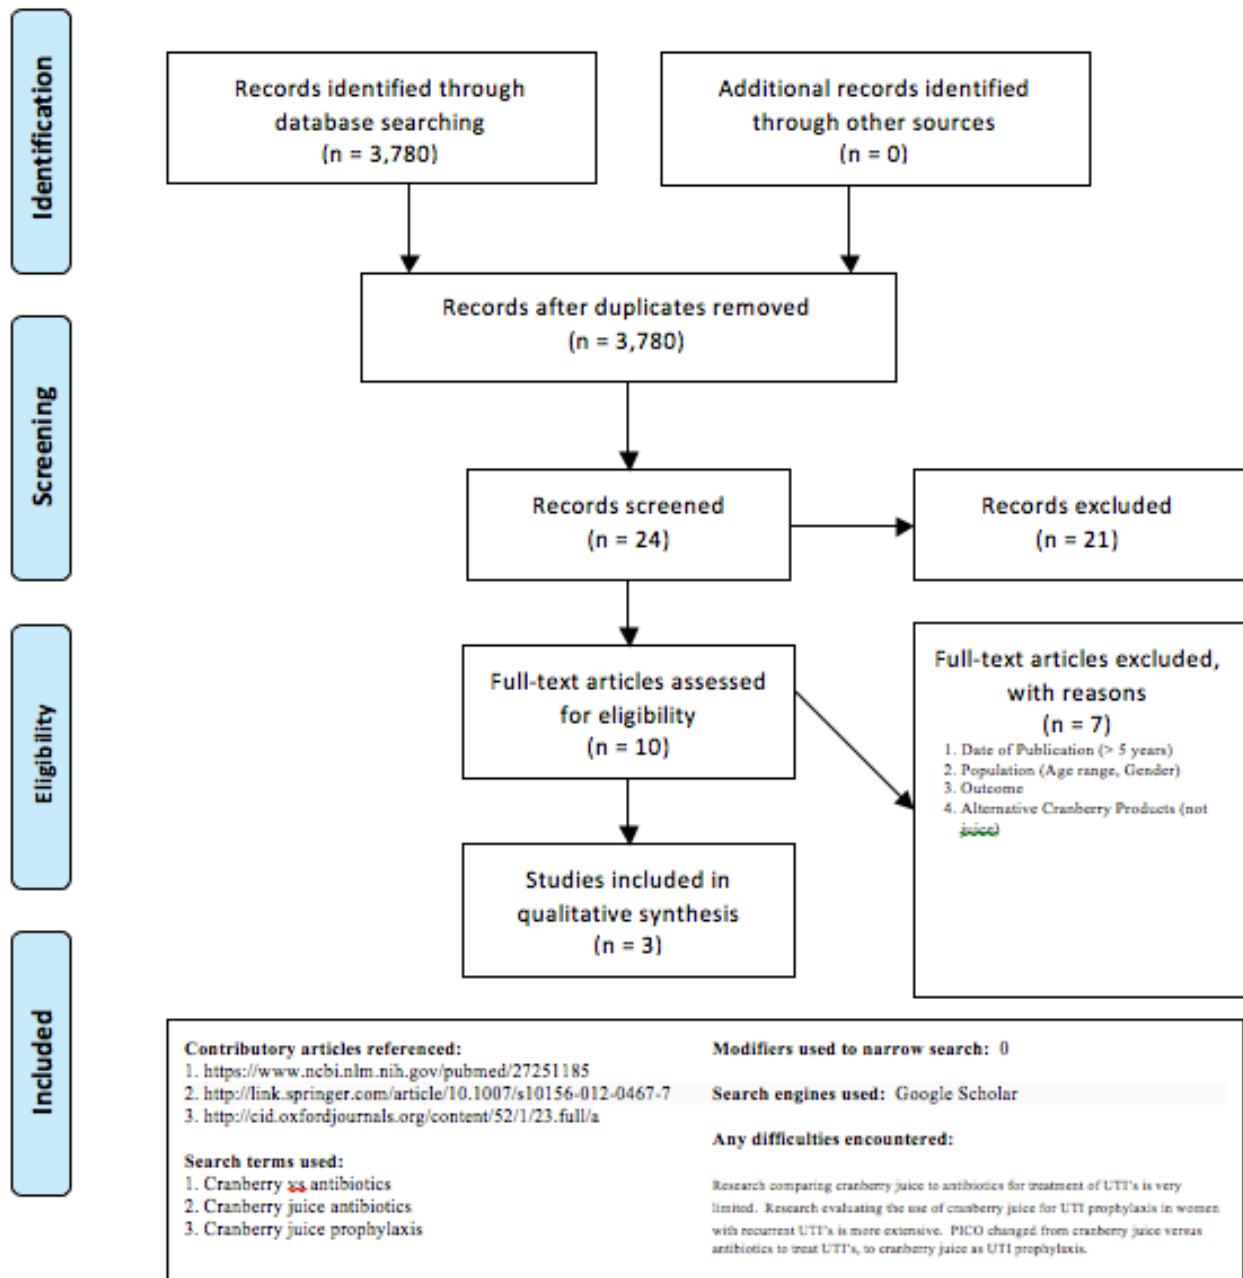 Identification
Records identified through
database searching
(n = 3,780)
Additional records identified
through other sources
(n = 0)
Records after duplicates removed
(n = 3,780)
Screening
Records screened
(n = 24)
Records excluded
(n = 21)
Eligibility
Full-text articles assessed
for eligibility
(n = 10)
Full-text articles excluded,
with reasons
(n = 7)
1. Date of Publication (> 5 years)
2. Population (Age range, Gender)
3. Outcome
4. Alternative Cranberry Products (not
juice)
Studies included in
qualitative synthesis
(n = 3)
Included
Contributory articles referenced:
1. https://www.ncbi.nlm.nih.gov/pubmed/27251185
2. http://link.springer.com/article/10.1007/s10156-012-0467-7
3. http://cid.oxfordjournals.org/content/52/1/23.full/a
Search terms used:
1. Cranberry vs antibiotics
2. Cranberry juice antibiotics
3. Cranberry juice prophylaxis
Modifiers used to narrow search: 0
Search engines used: Google Scholar
Any difficulties encountered:
Research comparing cranberry juice to antibiotics for treatment of UTI's is very
limited. Research evaluating the use of cranberry juice for UTI prophylaxis in women
with recurrent UTI's is more extensive. PICO changed from cranberry juice versus
antibiotics to treat UTI's, to cranberry juice as UTI prophylaxis.